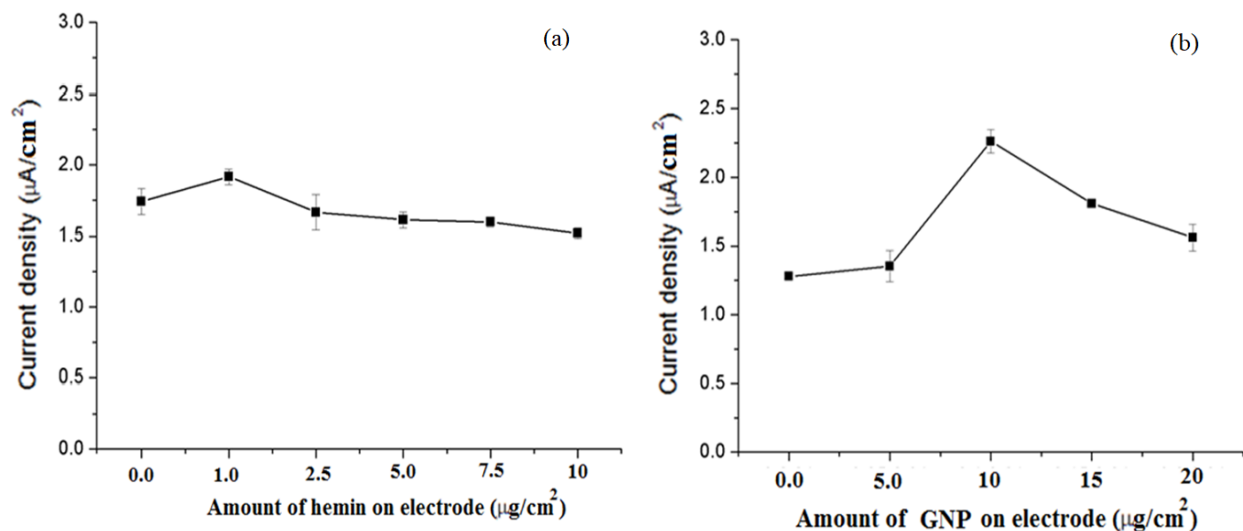 (a)
3.0
2.5
2.0
1.5
1.0
0.5
0.0
Current density (μA/cm²)
0.0 1.0 2.5 5.0 7.5 10
Amount of hemin on electrode (μg/cm²)
(b)
3.0
2.5
2.0
1.5
1.0
0.5
0.0
Current density (μA/cm²)
0.0 5.0 10 15 20
Amount of GNP on electrode (μg/cm²)